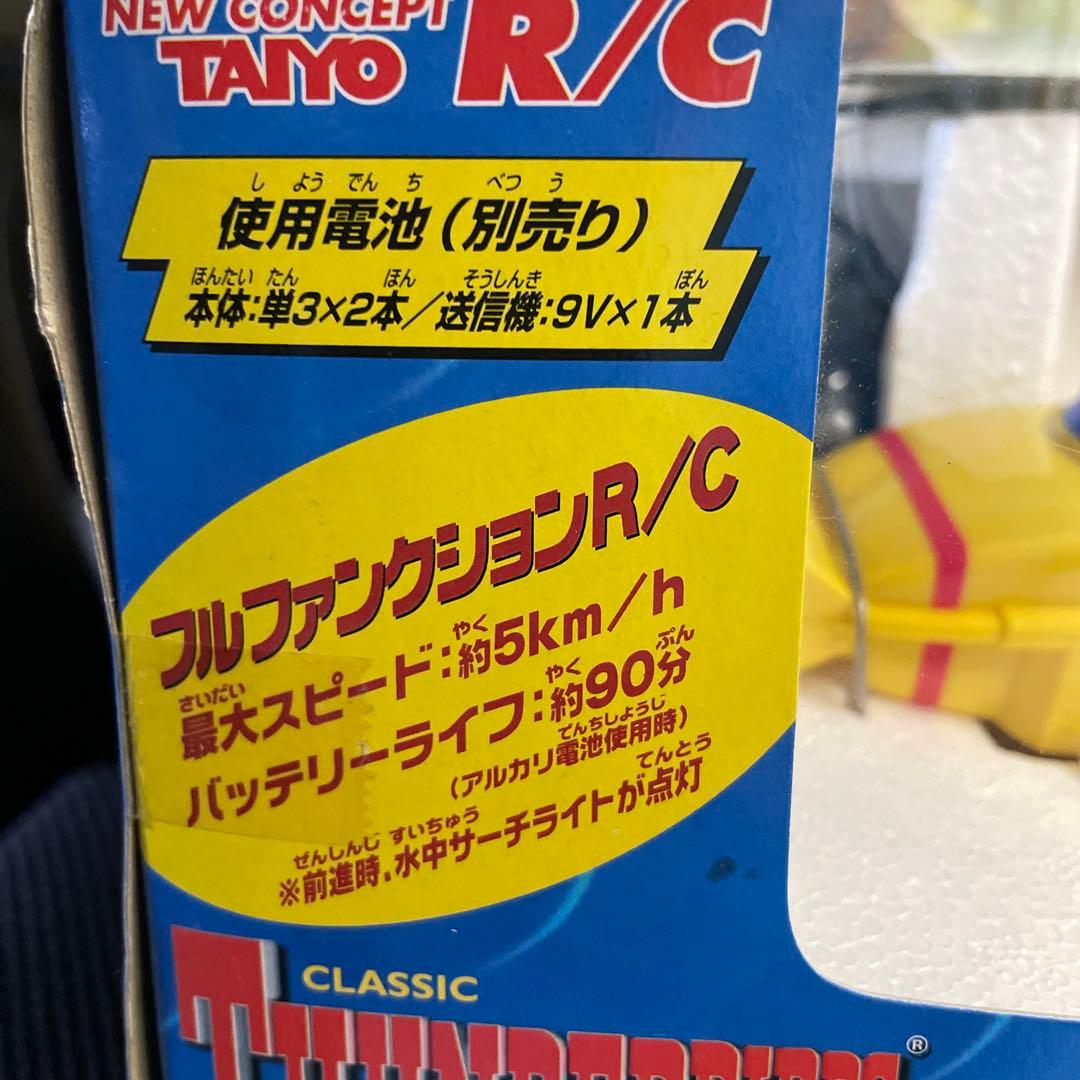 NEW CONCEPT
TAIYO R/C
しようでんち べつう
使用電池（別売り）
ほんたい たん ほん そうしんき ぽん
本体:単3×2本／送信機:9V×1本
フルファンクションR/C
さいだい やく
最大スピード:約5km/h
やく ぷん
バッテリーライフ:約90分
てんちしようじ
(アルカリ電池使用時)
ぜんしんじ すいちゅう てんとう
※前進時、水中サーチライトが点灯
CLASSIC
THUNDERBIRDS®